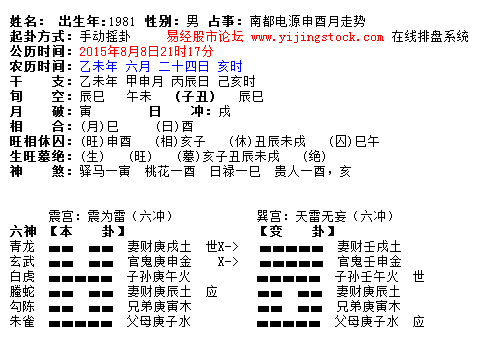 姓名： 出生年:1981 性别: 男 占事: 南都电源申酉月走势
起卦方式: 手动摇卦 易经股市论坛 www.yijingstock.com 在线排盘系统
公历时间: 2015年8月8日21时17分
农历时间: 乙未年 六月 二十四日 亥时
干 支: 乙未年 甲申月 丙辰日 己亥时
旬 空: 辰巳 午未 (子丑) 辰巳
月 破: 寅 日 冲: 戌
相 合: (月)巳 (日)酉
旺相休囚: (旺)申酉 (相)亥子 (休)丑辰未戌 (囚)巳午
生旺墓绝: (生) (旺) (墓)亥子丑辰未戌 (绝)
神 煞: 驿马—寅 桃花—酉 日禄—巳 贵人—酉，亥
震宫: 震为雷（六冲） 巽宫: 天雷无妄（六冲）
六神 【本 卦】 【变 卦】
青龙 妻财庚戌土 世X-> 妻财壬戌土
玄武 官鬼庚申金 X-> 官鬼壬申金
白虎 子孙庚午火 子孙壬午火 世
螣蛇 妻财庚辰土 应 妻财庚辰土
勾陈 兄弟庚寅木 兄弟庚寅木
朱雀 父母庚子水 父母庚子水 应